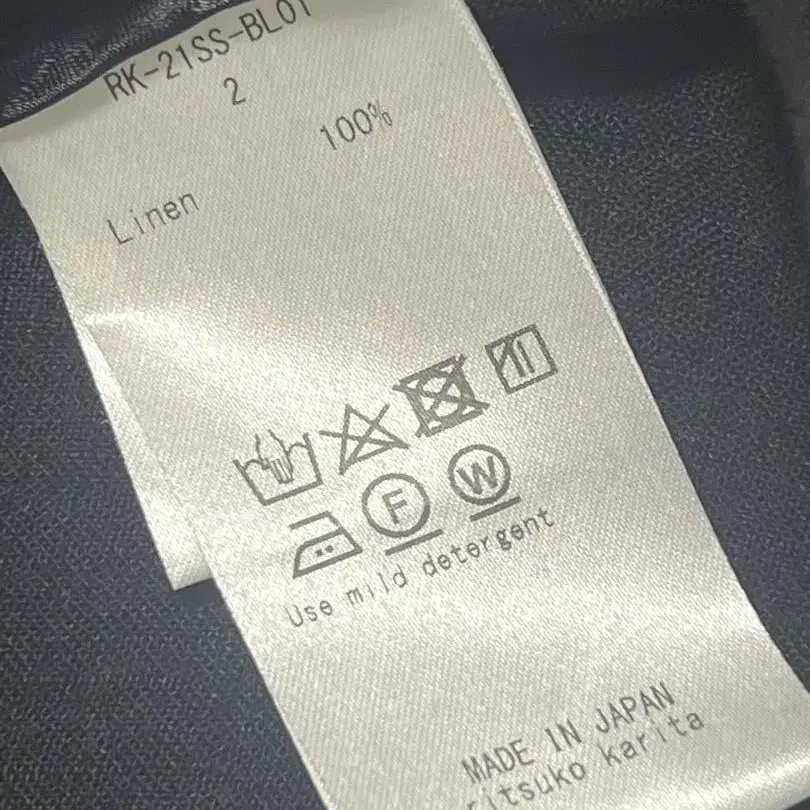 RK-21SS-BL01
2
Linen 100%
F W
Use mild detergent
MADE IN JAPAN
ritsuko karita